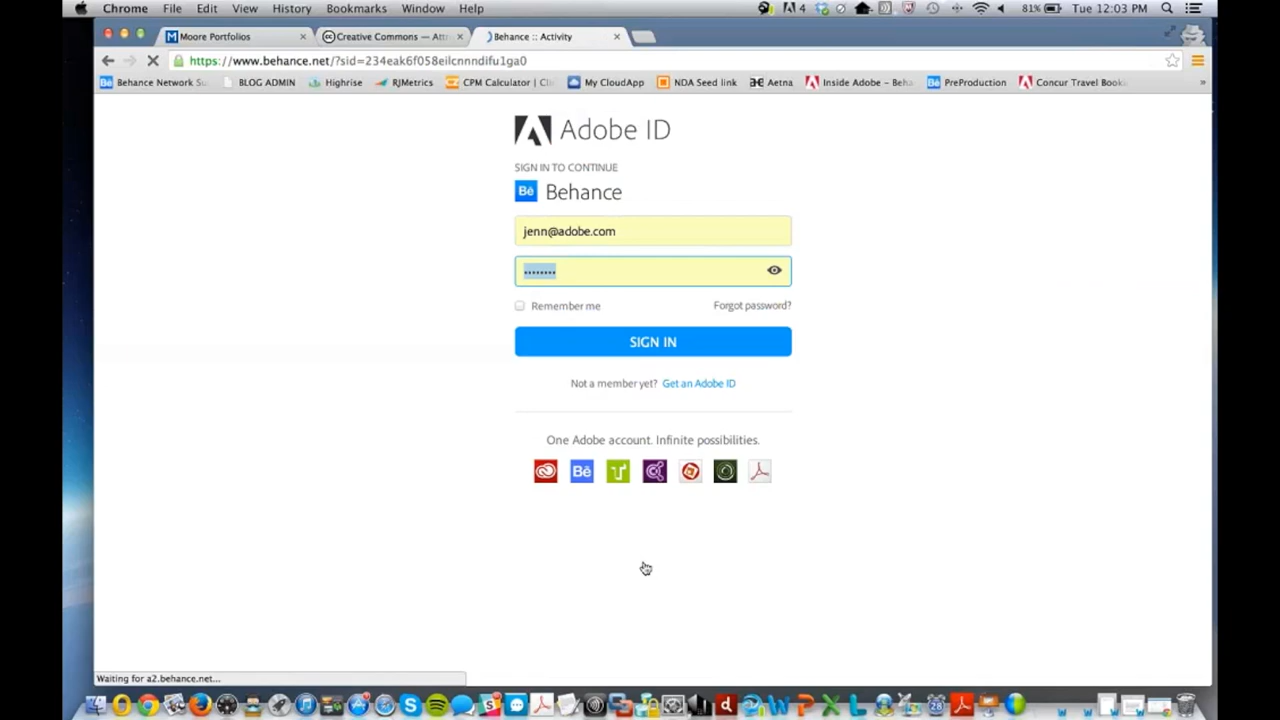 Chrome File Edit View History Bookmarks Window Help 4 81% Tue 12:03 PM
Moore Portfolios Creative Commons — Attri Behance :: Activity
https://www.behance.net/?sid=234eak6f058eilcnnndifu1ga0
Behance Network Su BLOG ADMIN Highrise RJMetrics CPM Calculator | Cli My CloudApp NDA Seed link Aetna Inside Adobe – Beha PreProduction Concur Travel Book »
Adobe ID
SIGN IN TO CONTINUE
Bē Behance
jenn@adobe.com
••••••••
Remember me Forgot password?
SIGN IN
Not a member yet? Get an Adobe ID
One Adobe account. Infinite possibilities.
Bē
Waiting for a2.behance.net...